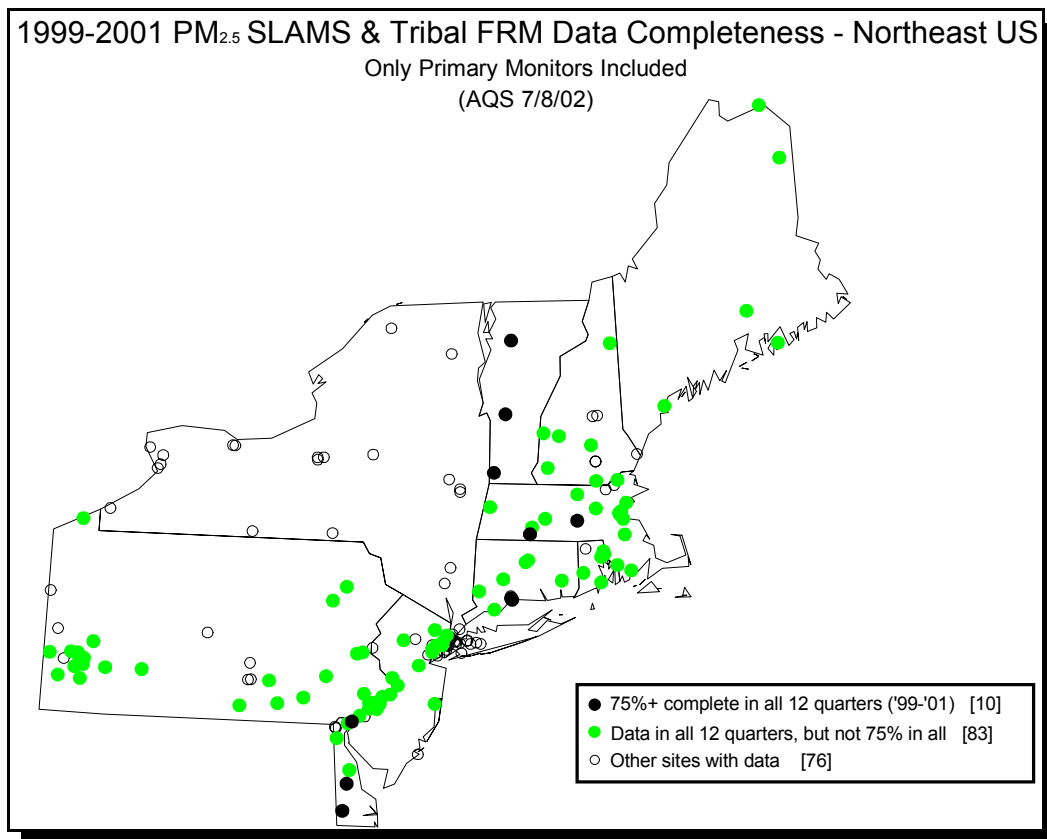 1999-2001 PM2.5 SLAMS & Tribal FRM Data Completeness - Northeast US
Only Primary Monitors Included
(AQS 7/8/02)
75%+ complete in all 12 quarters ('99-'01) [10]
Data in all 12 quarters, but not 75% in all [83]
Other sites with data [76]